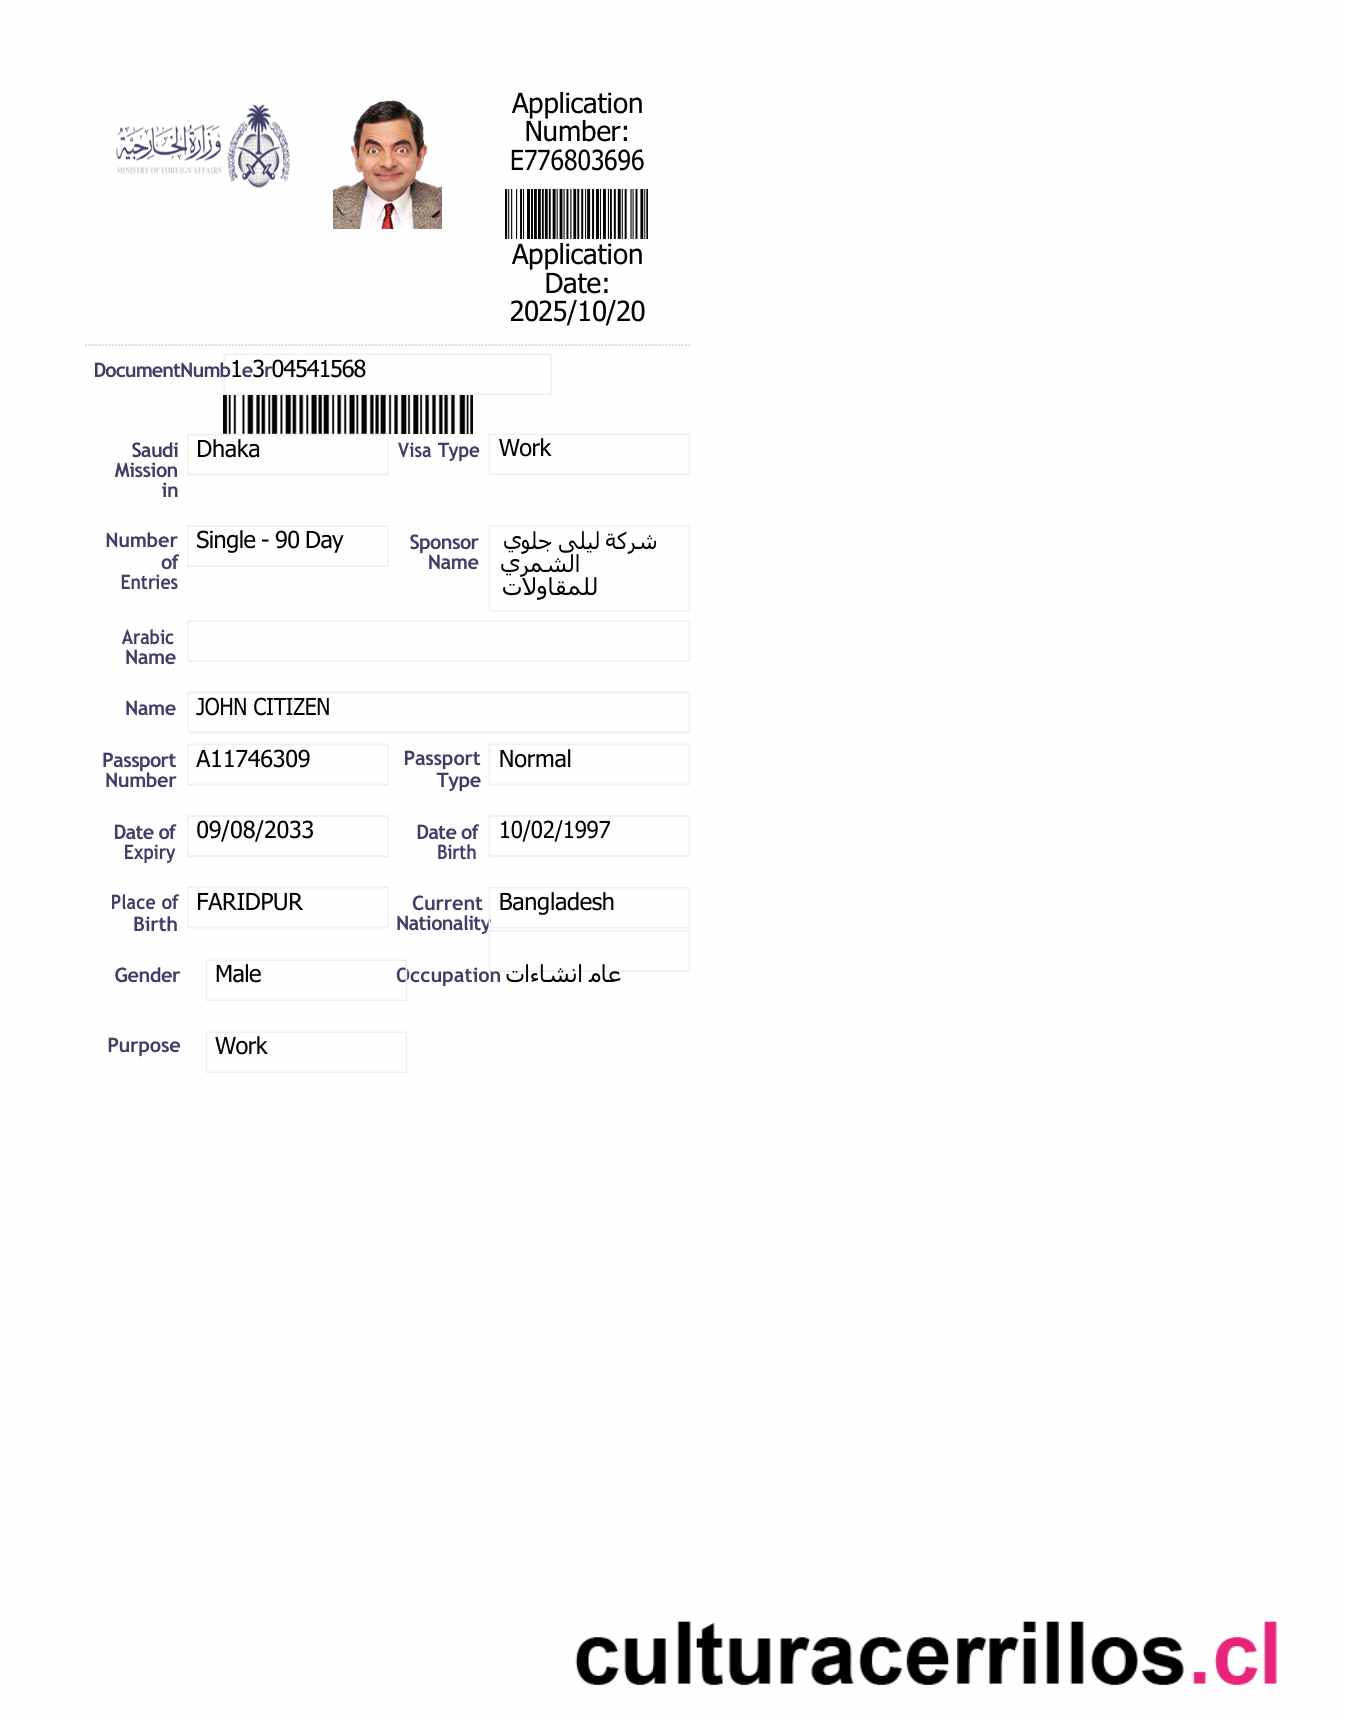 وزارة الخارجية
MINISTRY OF FOREIGN AFFAIRS
Application
Number:
E776803696
Application
Date:
2025/10/20
DocumentNumb1e3r04541568
Saudi
Mission
in
Dhaka
Visa Type
Work
Number
of
Entries
Single - 90 Day
Sponsor
Name
شركة ليلى جلوي
الشمري
للمقاولات
Arabic
Name
Name
JOHN CITIZEN
Passport
Number
A11746309
Passport
Type
Normal
Date of
Expiry
09/08/2033
Date of
Birth
10/02/1997
Place of
Birth
FARIDPUR
Current
Nationality
Bangladesh
Gender
Male
Occupation
عام انشاءات
Purpose
Work
culturacerrillos.cl